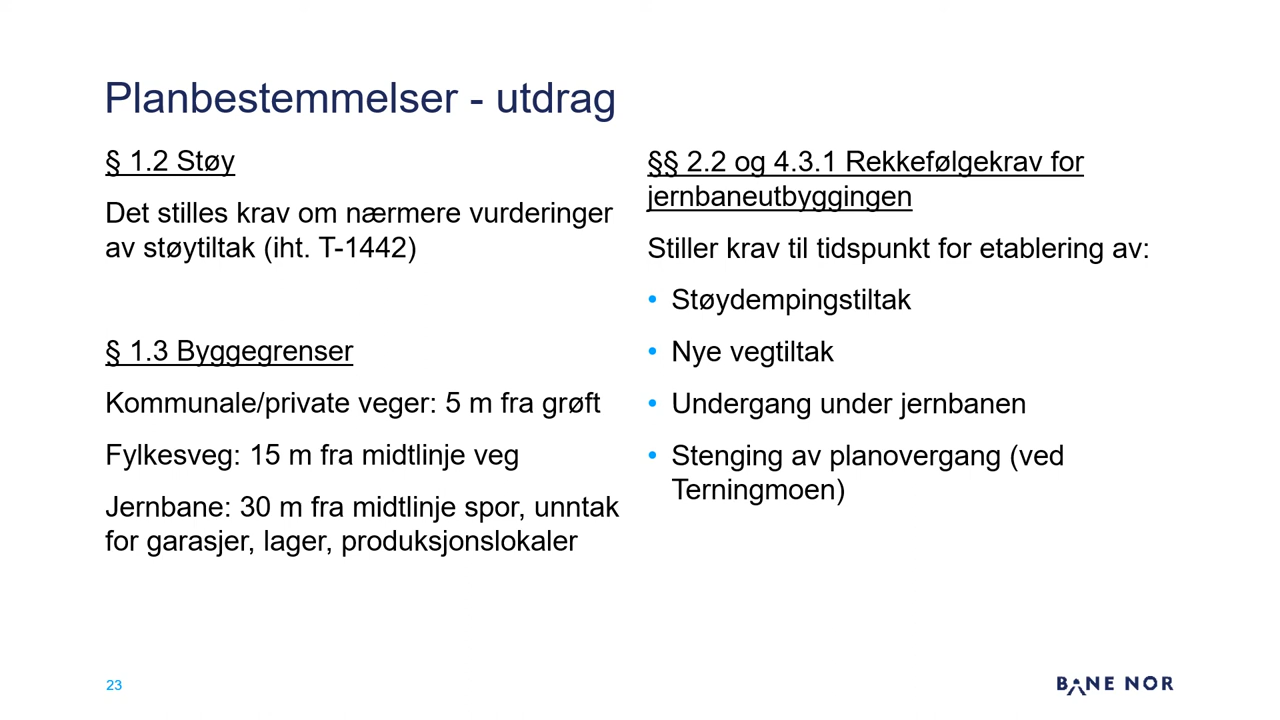 Planbestemmelser - utdrag
§ 1.2 Støy
Det stilles krav om nærmere vurderinger
av støytiltak (iht. T-1442)
§ 1.3 Byggegrenser
Kommunale/private veger: 5 m fra grøft
Fylkesveg: 15 m fra midtlinje veg
Jernbane: 30 m fra midtlinje spor, unntak
for garasjer, lager, produksjonslokaler
§§ 2.2 og 4.3.1 Rekkefølgekrav for
jernbaneutbyggingen
Stiller krav til tidspunkt for etablering av:
• Støydempingstiltak
• Nye vegtiltak
• Undergang under jernbanen
• Stenging av planovergang (ved
Terningmoen)
23
BANE NOR